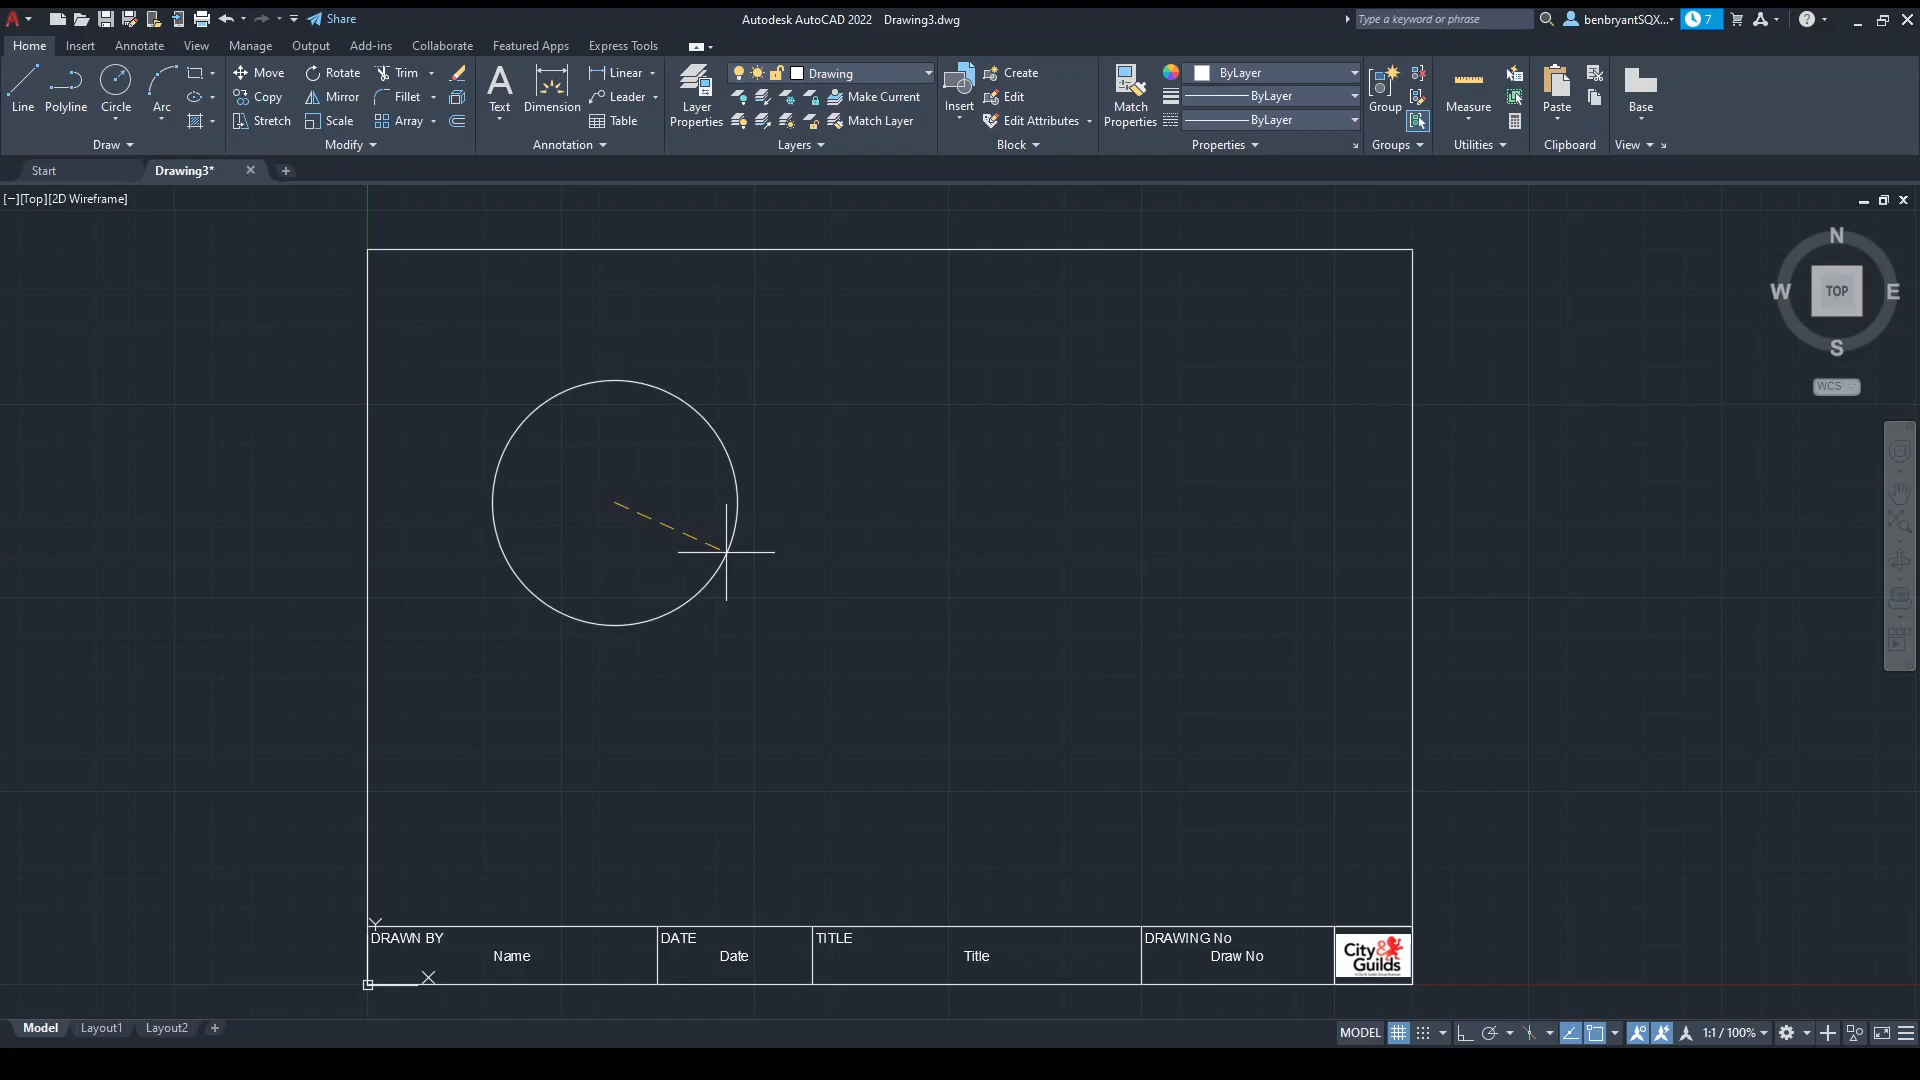 A Share Autodesk AutoCAD 2022 Drawing3.dwg Type a keyword or phrase benbryantSQX... 7
Home Insert Annotate View Manage Output Add-ins Collaborate Featured Apps Express Tools
Line Polyline Circle Arc
Move Rotate Trim
Copy Mirror Fillet
Stretch Scale Array
Text Dimension
Linear
Leader
Table
Layer Properties
Drawing
Make Current
Match Layer
Insert
Create
Edit
Edit Attributes
Match Properties
ByLayer
ByLayer
ByLayer
Group
Measure
Paste
Base
Draw Modify Annotation Layers Block Properties Groups Utilities Clipboard View
Start Drawing3*
[−][Top][2D Wireframe]
N
W TOP E
S
WCS
Y
X
DRAWN BY DATE TITLE DRAWING No
Name Date Title Draw No
City &
Guilds
Model Layout1 Layout2
MODEL 1:1 / 100%